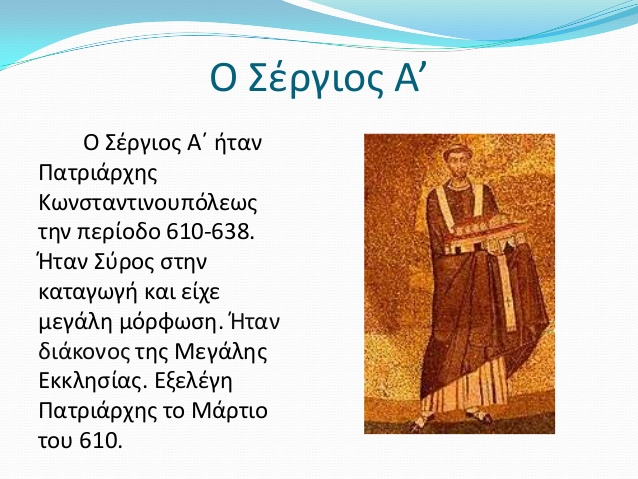 Ο Σέργιος Α’
Ο Σέργιος Α΄ ήταν
Πατριάρχης
Κωνσταντινουπόλεως
την περίοδο 610-638.
Ήταν Σύρος στην
καταγωγή και είχε
μεγάλη μόρφωση. Ήταν
διάκονος της Μεγάλης
Εκκλησίας. Εξελέγη
Πατριάρχης το Μάρτιο
του 610.